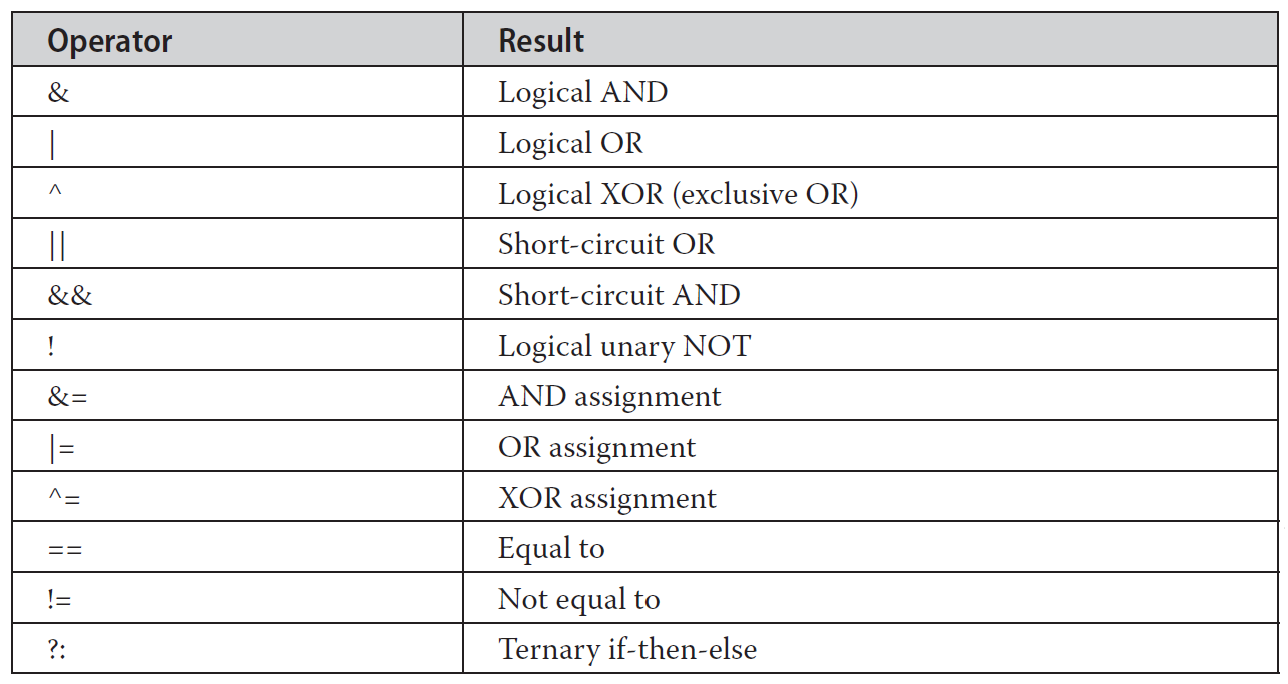 Operator Result
& Logical AND
| Logical OR
^ Logical XOR (exclusive OR)
|| Short-circuit OR
&& Short-circuit AND
! Logical unary NOT
&= AND assignment
|= OR assignment
^= XOR assignment
== Equal to
!= Not equal to
?: Ternary if-then-else